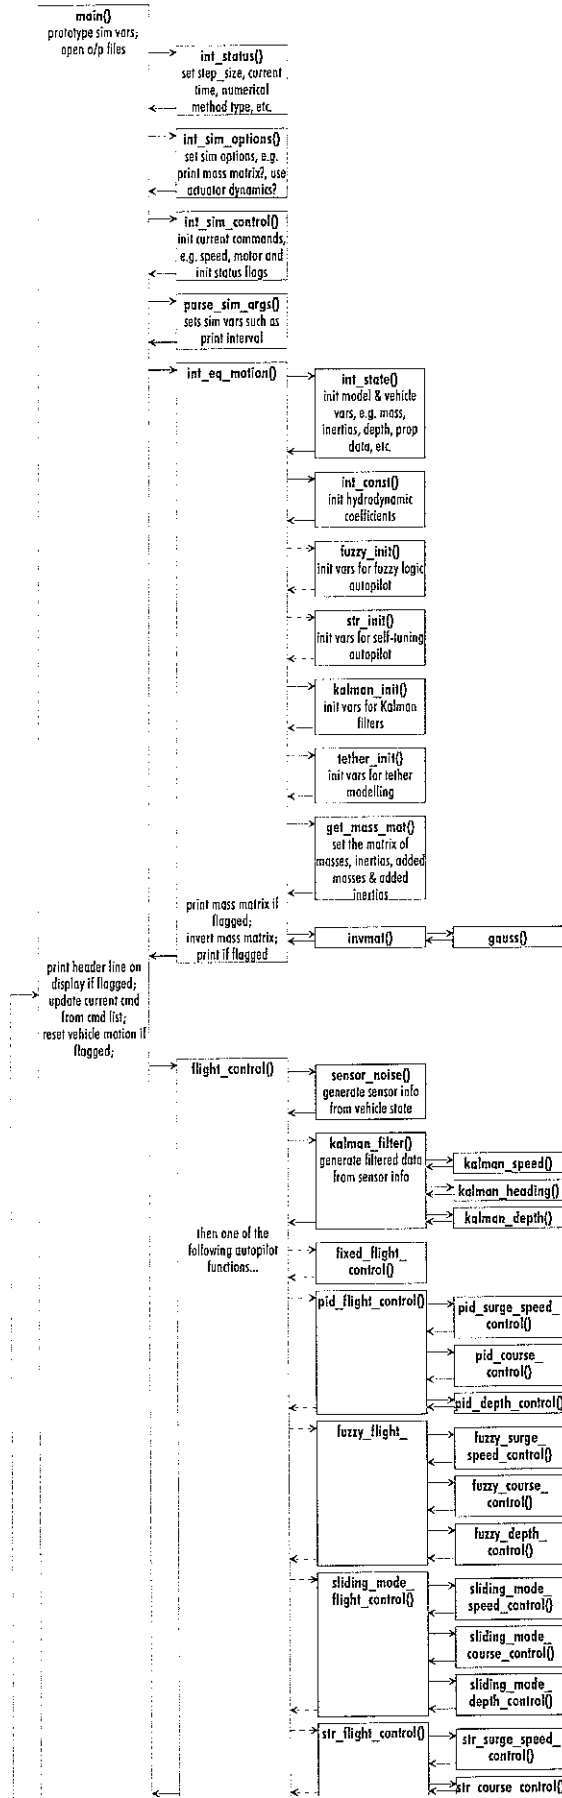 main()
prototype sim vars;
open o/p files
int_status()
set step_size, current
time, numerical
method type, etc.
int_sim_options()
set sim options, e.g.
print mass matrix?, use
actuator dynamics?
int_sim_control()
init current commands,
e.g. speed, motor and
init status flags
parse_sim_args()
sets sim vars such as
print interval
int_eq_motion()
int_state()
init model & vehicle
vars, e.g. mass,
inertias, depth, prop
data, etc.
int_const()
init hydrodynamic
coefficients
fuzzy_init()
init vars for fuzzy logic
autopilot
str_init()
init vars for self-tuning
autopilot
kalman_init()
init vars for Kalman
filters
tether_init()
init vars for tether
modelling
get_mass_mat()
set the matrix of
masses, inertias, added
masses & added
inertias
print mass matrix if
flagged;
invert mass matrix;
print if flagged
invmat()
gauss()
print header line on
display if flagged;
update current cmd
from cmd list;
reset vehicle motion if
flagged;
flight_control()
sensor_noise()
generate sensor info
from vehicle state
kalman_filter()
generate filtered data
from sensor info
kalman_speed()
kalman_heading()
kalman_depth()
then one of the
following autopilot
functions...
fixed_flight_
control()
pid_flight_control()
pid_surge_speed_
control()
pid_course_
control()
pid_depth_control()
fuzzy_flight_
fuzzy_surge_
speed_control()
fuzzy_course_
control()
fuzzy_depth_
control()
sliding_mode_
flight_control()
sliding_mode_
speed_control()
sliding_mode_
course_control()
sliding_mode_
depth_control()
str_flight_control()
str_surge_speed_
control()
str_course_control()